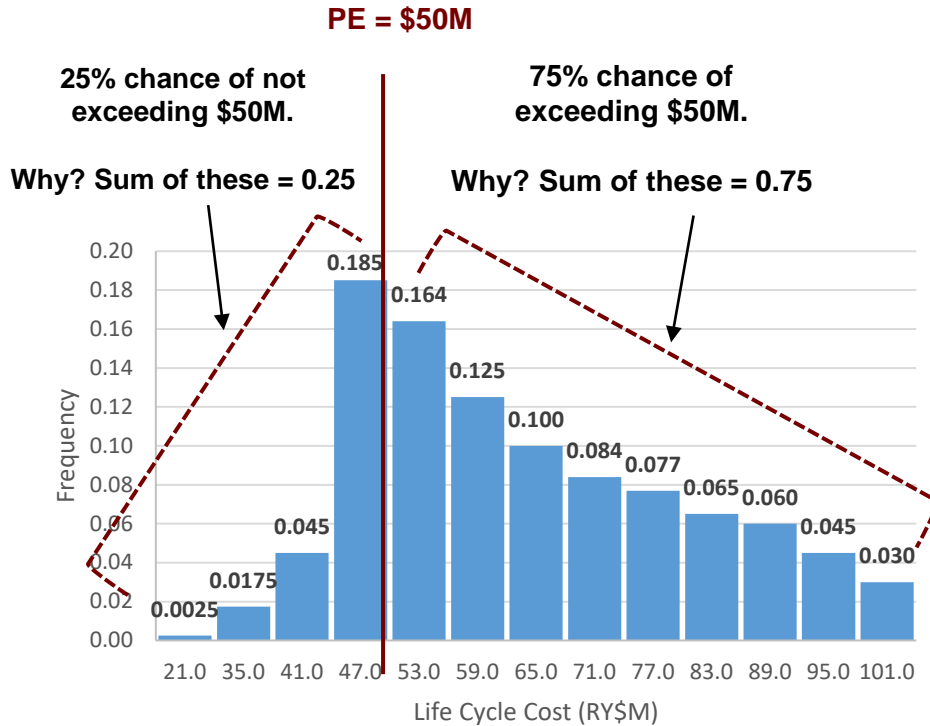 PE = $50M
25% chance of not
exceeding $50M.
75% chance of
exceeding $50M.
Why? Sum of these = 0.25
Why? Sum of these = 0.75
Frequency
0.20
0.18
0.16
0.14
0.12
0.10
0.08
0.06
0.04
0.02
0.00
0.0025
0.0175
0.045
0.185
0.164
0.125
0.100
0.084
0.077
0.065
0.060
0.045
0.030
21.0 35.0 41.0 47.0 53.0 59.0 65.0 71.0 77.0 83.0 89.0 95.0 101.0
Life Cycle Cost (RY$M)